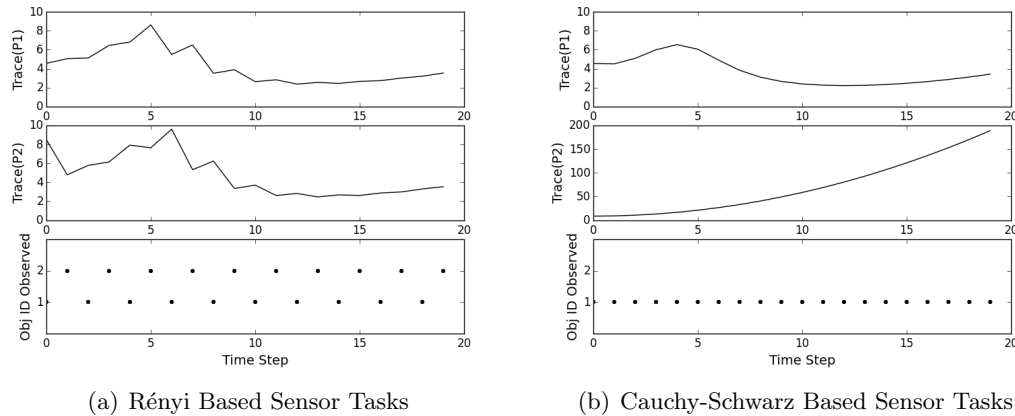 10
8
6
4
2
0
Trace(P1)
0 5 10 15 20
10
8
6
4
2
0
Trace(P2)
0 5 10 15 20
2
1
Obj ID Observed
0 5 10 15 20
Time Step
(a) Rényi Based Sensor Tasks
10
8
6
4
2
0
Trace(P1)
0 5 10 15 20
200
150
100
50
0
Trace(P2)
0 5 10 15 20
2
1
Obj ID Observed
0 5 10 15 20
Time Step
(b) Cauchy-Schwarz Based Sensor Tasks